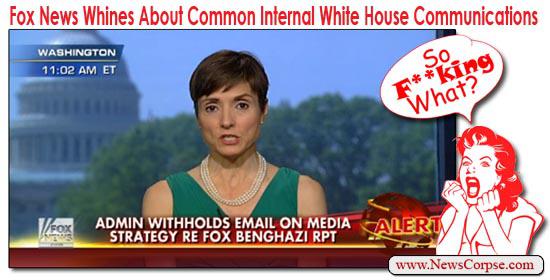 Fox News Whines About Common Internal White House Communications
WASHINGTON
11:02 AM ET
So
F**king
What?
FOX
NEWS
ADMIN WITHHOLDS EMAIL ON MEDIA
STRATEGY RE FOX BENGHAZI RPT
ALERT
www.NewsCorpse.com